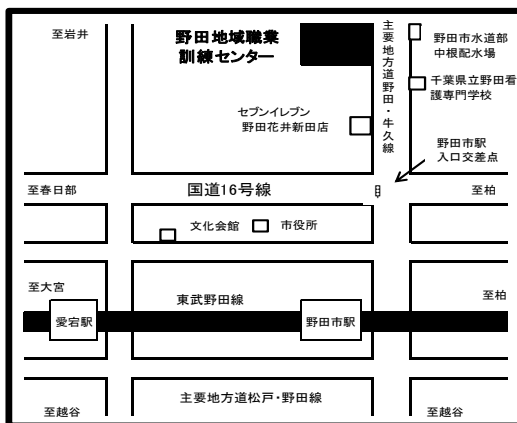 至岩井
野田地域職業
訓練センター
主要地方道野田・牛久線
野田市水道部
中根配水場
千葉県立野田看
護専門学校
セブンイレブン
野田花井新田店
野田市駅
入口交差点
至春日部
国道16号線
至柏
文化会館
市役所
至大宮
東武野田線
至柏
愛宕駅
野田市駅
主要地方道松戸・野田線
至越谷
至越谷